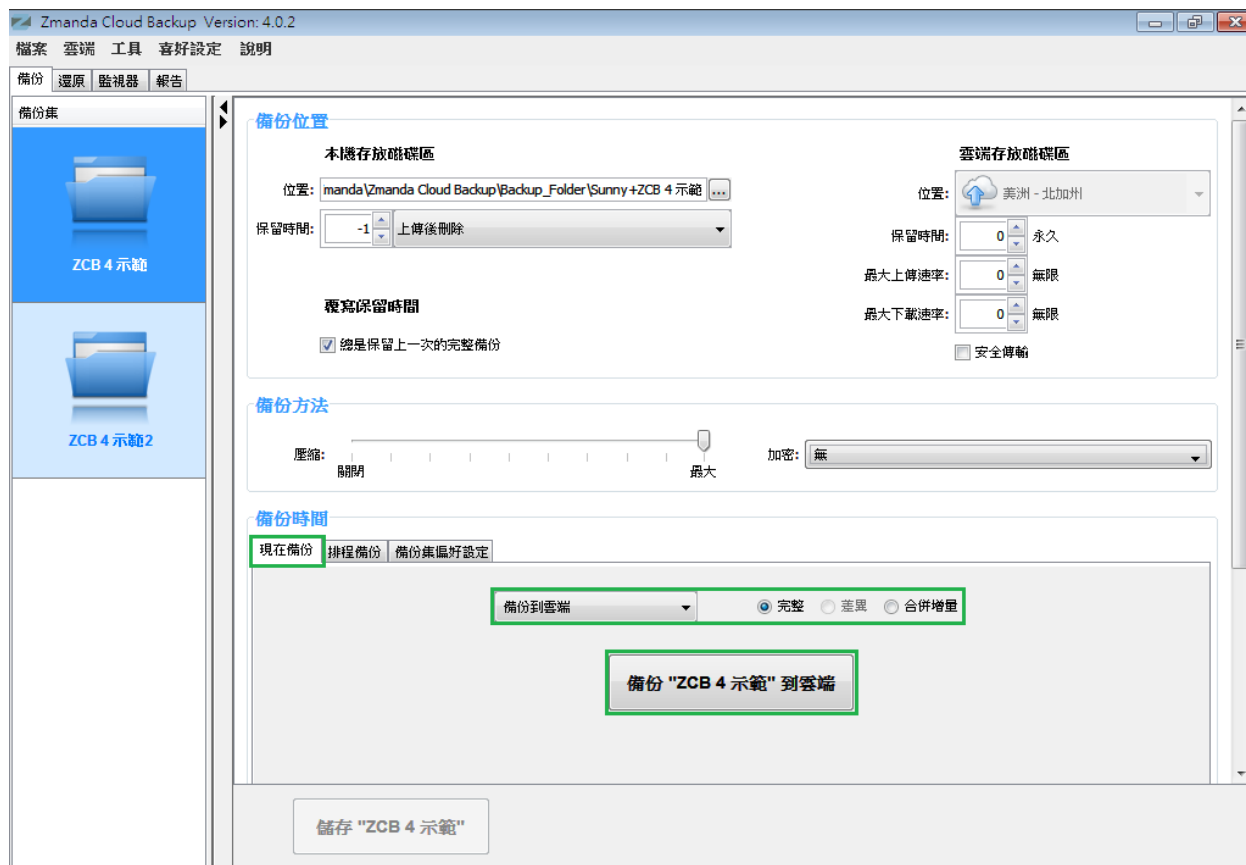 Zmanda Cloud Backup Version: 4.0.2
檔案 雲端 工具 喜好設定 說明
備份 還原 監視器 報告
備份集
ZCB 4 示範
ZCB 4 示範2
備份位置
本機存放磁碟區
位置: manda\Zmanda Cloud Backup\Backup_Folder\Sunny+ZCB 4 示範 ...
保留時間: -1 上傳後刪除
覆寫保留時間
總是保留上一次的完整備份
雲端存放磁碟區
位置: 美洲 - 北加州
保留時間: 0 永久
最大上傳速率: 0 無限
最大下載速率: 0 無限
安全傳輸
備份方法
壓縮: 關閉 最大
加密: 無
備份時間
現在備份 排程備份 備份集偏好設定
備份到雲端 完整 差異 合併增量
備份 "ZCB 4 示範" 到雲端
儲存 "ZCB 4 示範"